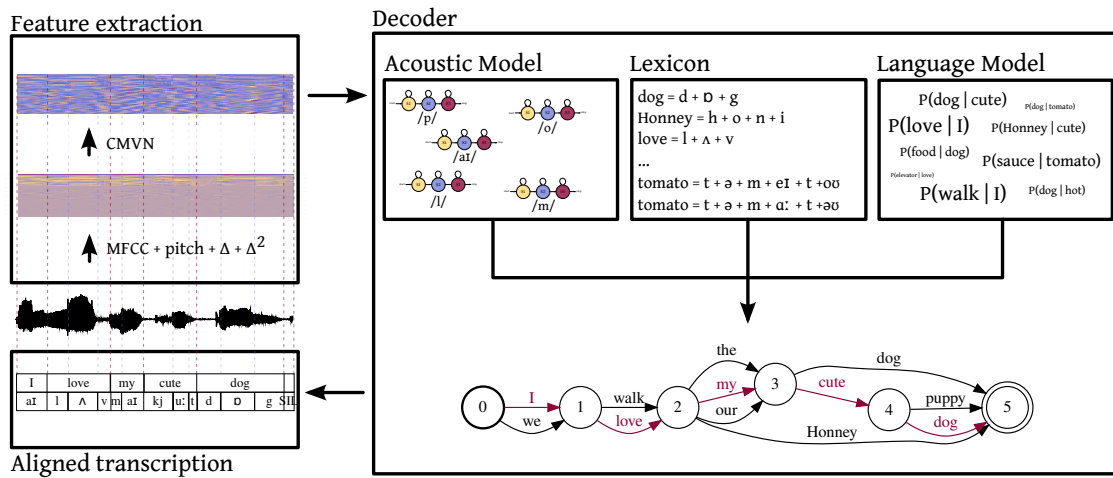 Feature extraction
CMVN
MFCC + pitch + Δ + Δ²
I love my cute dog
aɪ l ʌ v m aɪ kj uː t d ɒ g SIL
Aligned transcription
Decoder
Acoustic Model
/p/
/o/
/aɪ/
/l/
/m/
Lexicon
dog = d + ɒ + g
Honney = h + o + n + i
love = l + ʌ + v
...
tomato = t + ə + m + eɪ + t +oʊ
tomato = t + ə + m + ɑː + t +əʊ
Language Model
P(dog | cute)
P(dog | tomato)
P(love | I)
P(Honney | cute)
P(food | dog)
P(sauce | tomato)
P(elevator | love)
P(walk | I)
P(dog | hot)
the
dog
I
walk
my
cute
puppy
0
1
2
3
4
5
we
love
our
dog
Honney